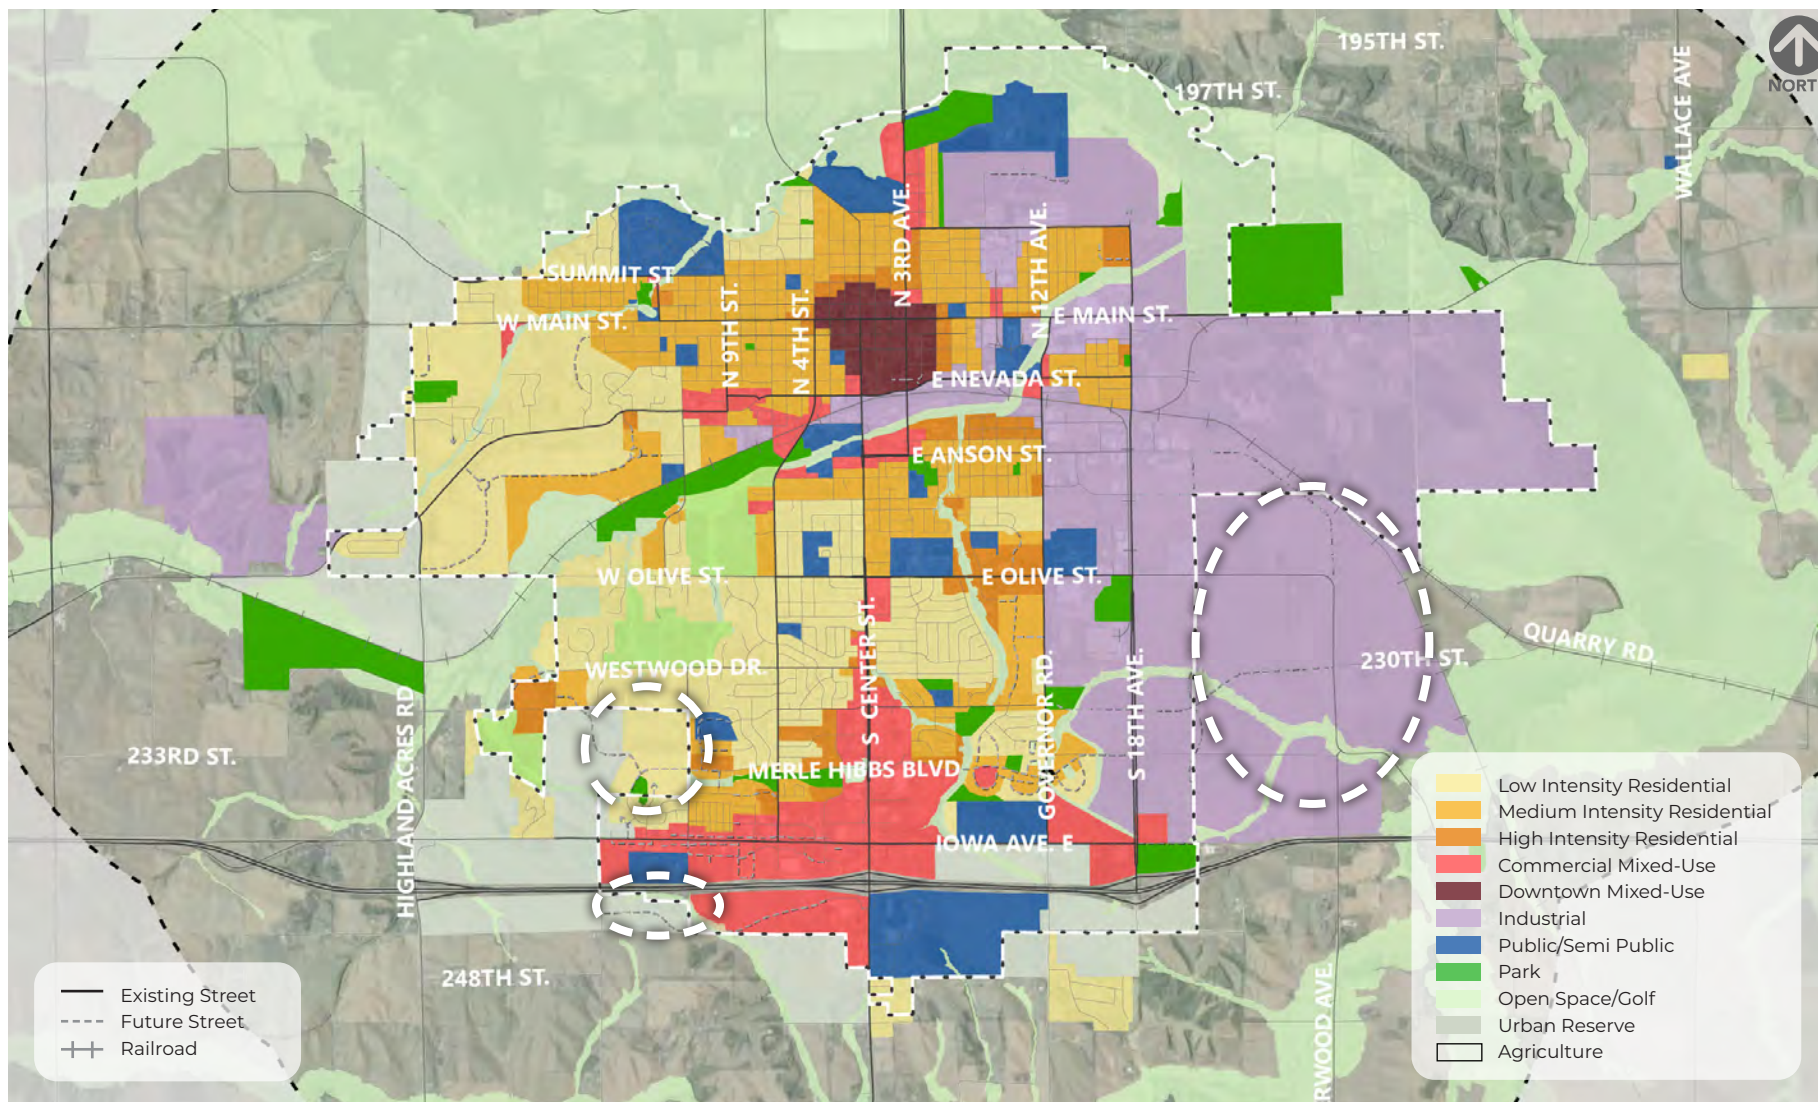 195TH ST.
NORT
WALLACE AVE
197TH ST.
N 3RD AVE.
N 12TH AVE.
SUMMIT ST
W MAIN ST.
N 9TH ST.
N 4TH ST.
E MAIN ST.
E NEVADA ST.
E ANSON ST.
W OLIVE ST.
E OLIVE ST.
S CENTER ST.
QUARRY RD.
230TH ST.
WESTWOOD DR.
GOVERNOR RD.
S 18TH AVE.
HIGHLAND ACRES RD
233RD ST.
MERLE HIBBS BLVD
IOWA AVE. E
248TH ST.
RWOOD AVE.
Existing Street
Future Street
Railroad
Low Intensity Residential
Medium Intensity Residential
High Intensity Residential
Commercial Mixed-Use
Downtown Mixed-Use
Industrial
Public/Semi Public
Park
Open Space/Golf
Urban Reserve
Agriculture